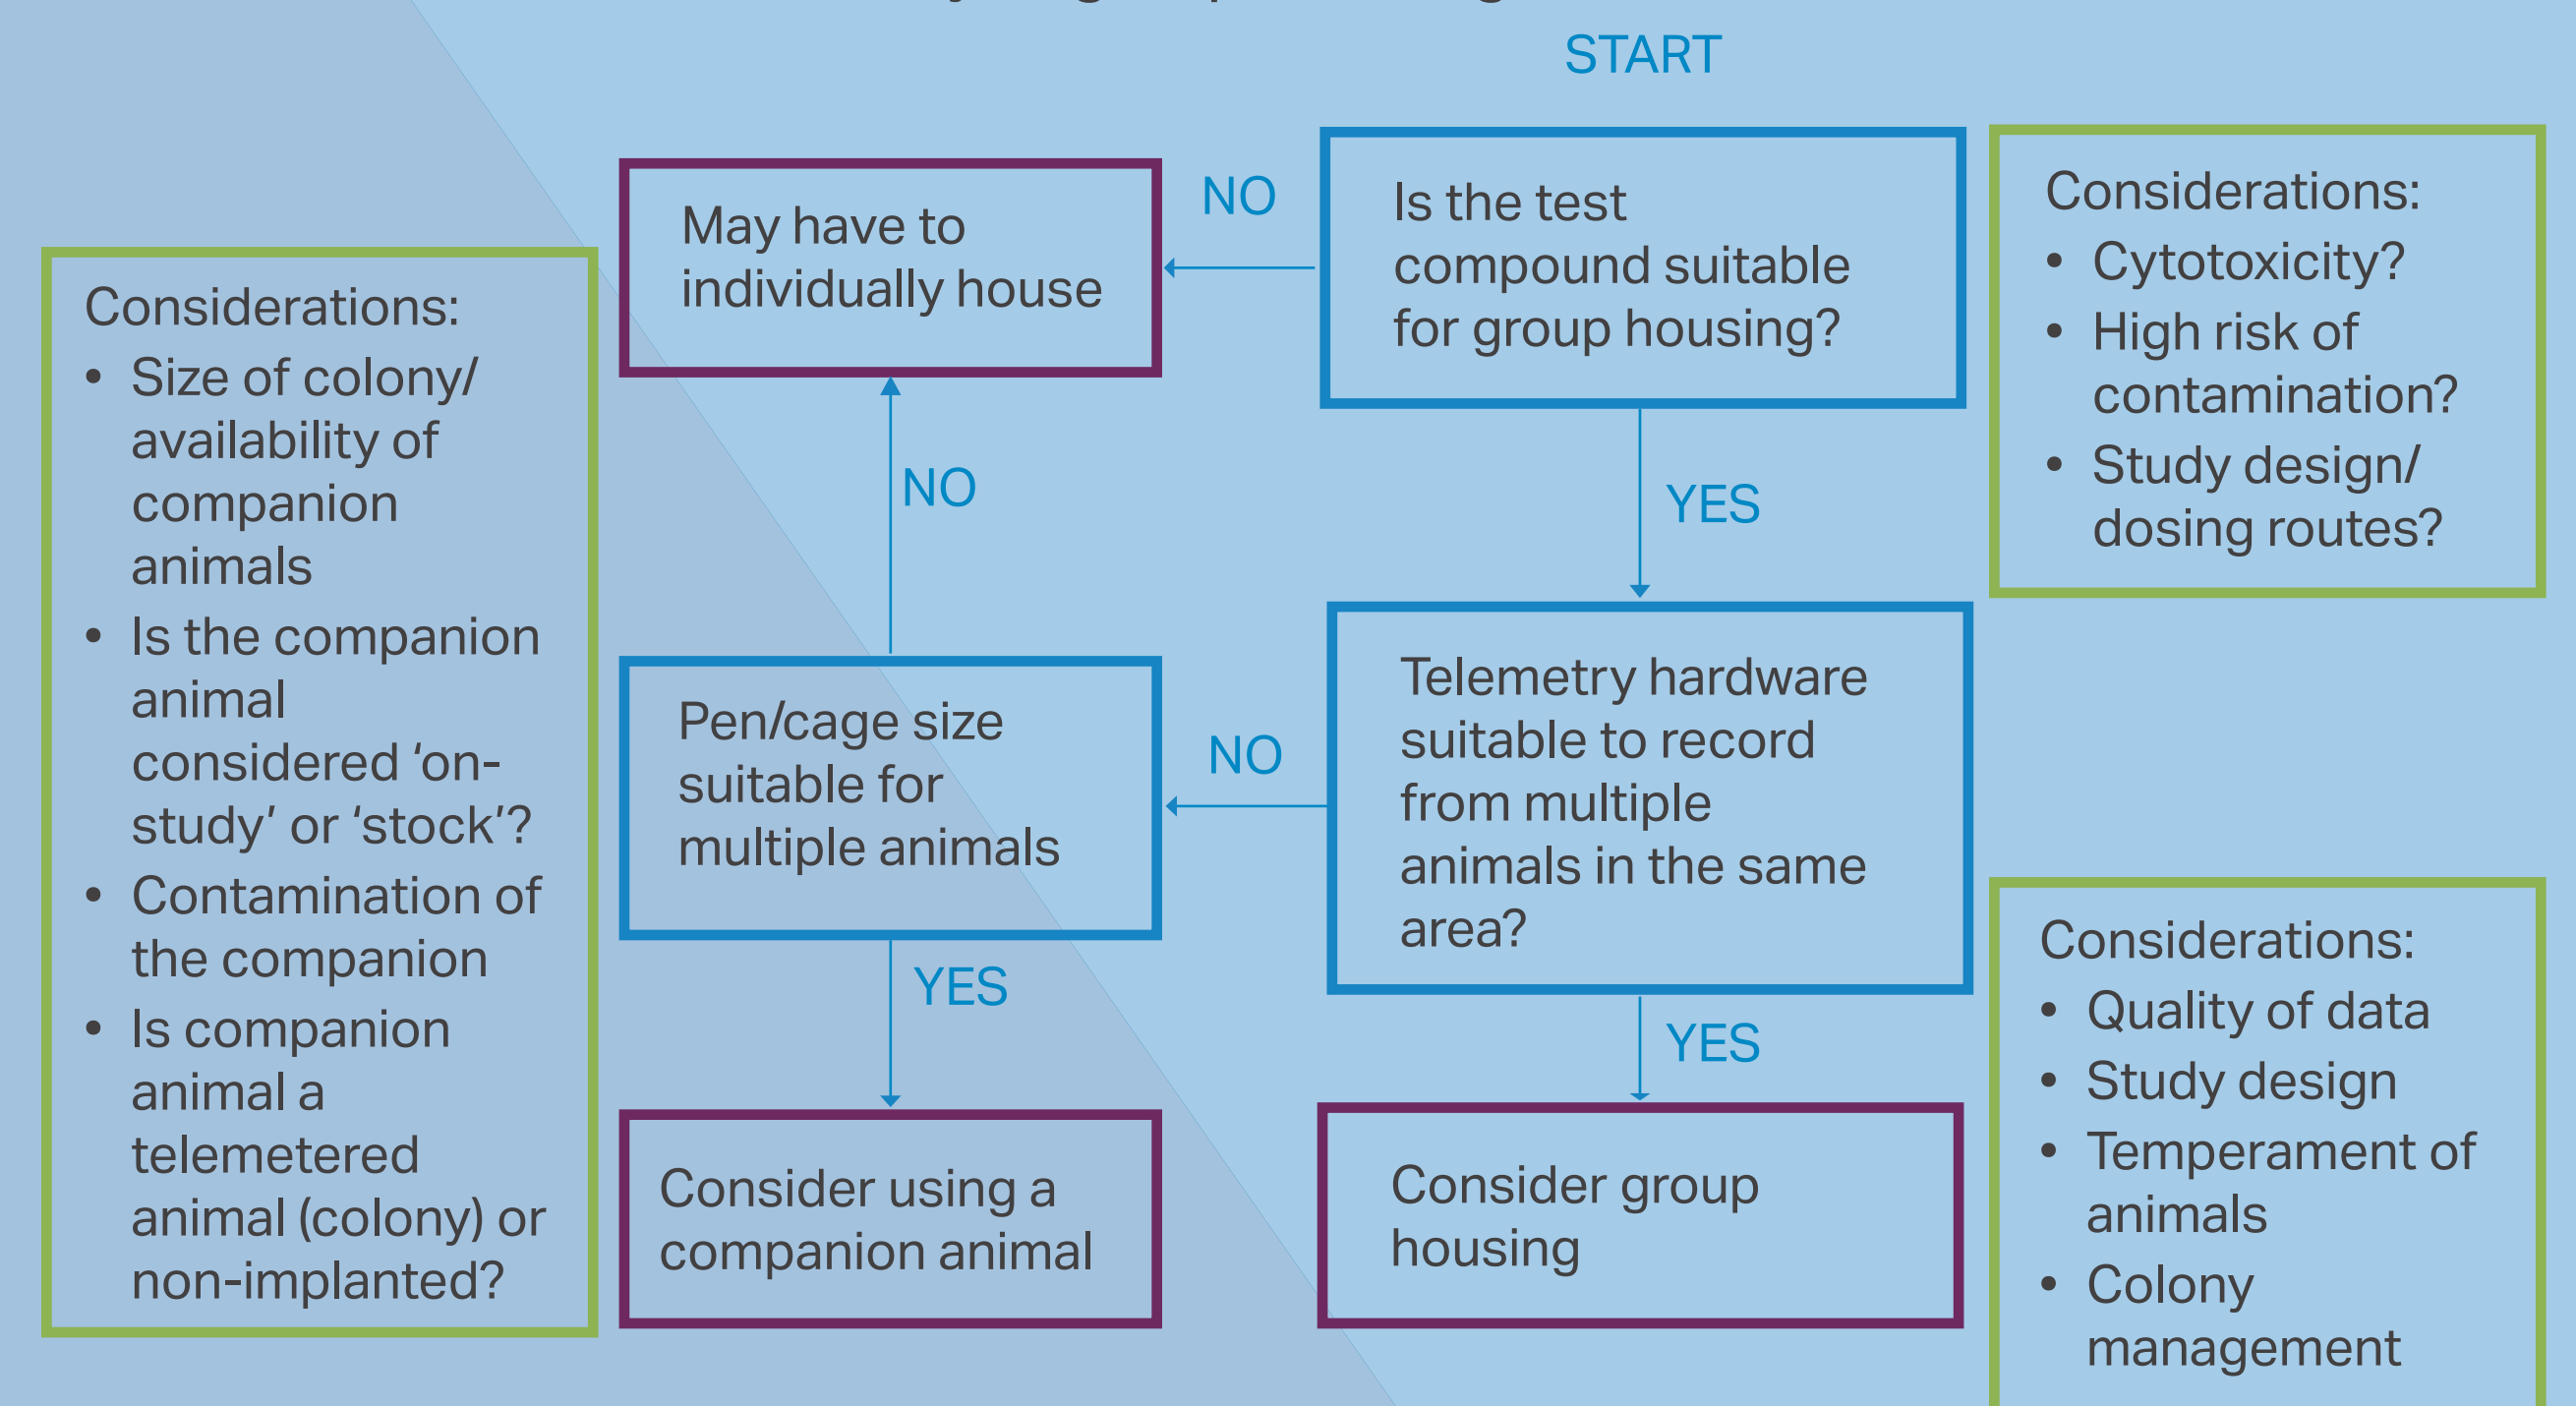 START
May have to
individually house
NO
Is the test
compound suitable
for group housing?
Considerations:
• Cytotoxicity?
• High risk of
contamination?
• Study design/
dosing routes?
Considerations:
• Size of colony/
availability of
companion
animals
• Is the companion
animal
considered ‘on-
study’ or ‘stock’?
• Contamination of
the companion
• Is companion
animal a
telemetered
animal (colony) or
non-implanted?
NO
YES
Pen/cage size
suitable for
multiple animals
NO
Telemetry hardware
suitable to record
from multiple
animals in the same
area?
YES
YES
Considerations:
• Quality of data
• Study design
• Temperament of
animals
• Colony
management
Consider using a
companion animal
Consider group
housing